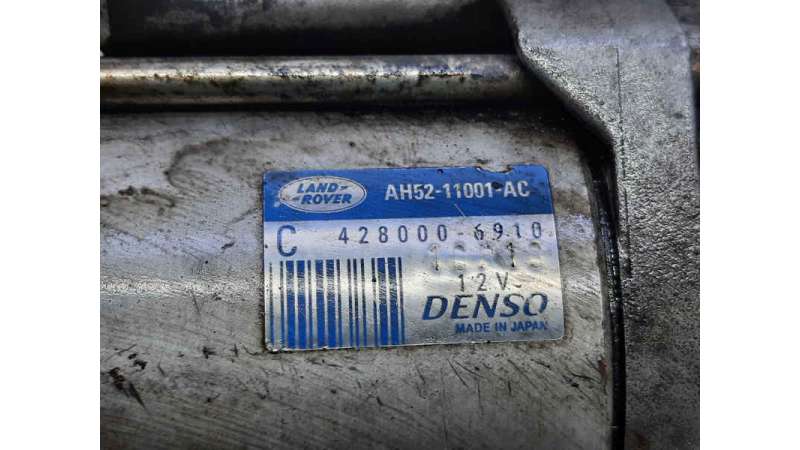 LAND ROVER
AH52-11001-AC
C 428000-6910
12V
DENSO
MADE IN JAPAN